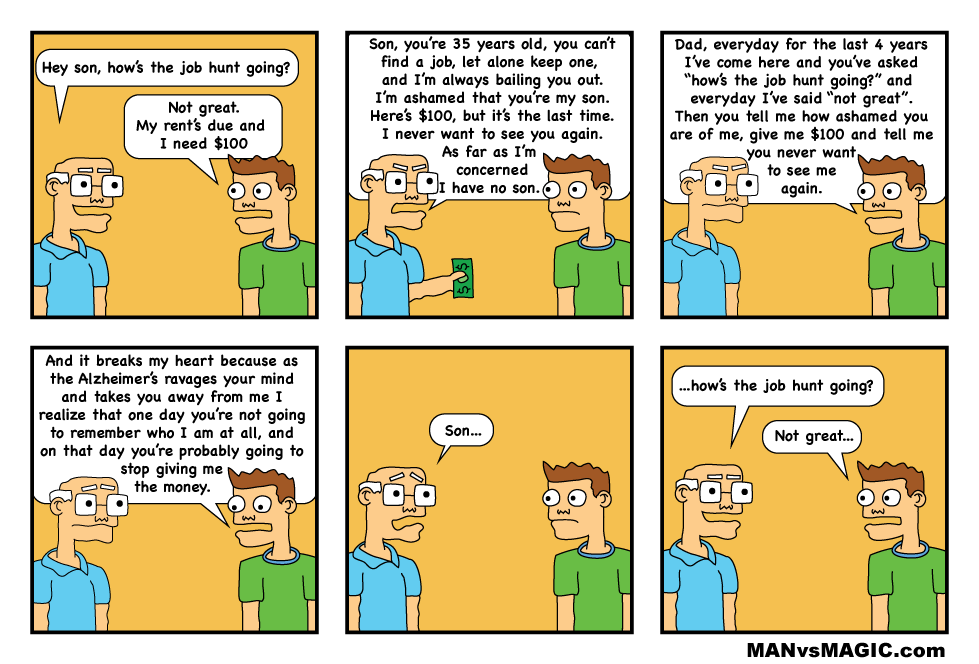 Hey son, how's the job hunt going?
Not great.
My rent's due and
I need $100
Son, you're 35 years old, you can't
find a job, let alone keep one,
and I'm always bailing you out.
I'm ashamed that you're my son.
Here's $100, but it's the last time.
I never want to see you again.
As far as I'm
concerned
I have no son.
$ $
Dad, everyday for the last 4 years
I've come here and you've asked
"how's the job hunt going?" and
everyday I've said "not great".
Then you tell me how ashamed you
are of me, give me $100 and tell me
you never want
to see me
again.
And it breaks my heart because as
the Alzheimer's ravages your mind
and takes you away from me I
realize that one day you're not going
to remember who I am at all, and
on that day you're probably going to
stop giving me
the money.
Son...
...how's the job hunt going?
Not great...
MANvsMAGIC.com